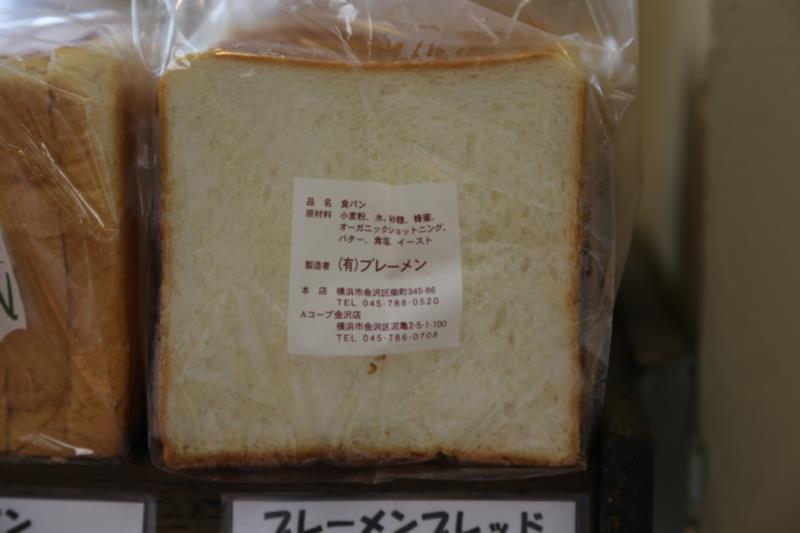 品 名 食パン
原材料 小麦粉、水、砂糖、蜂蜜、
オーガニックショットニング、
バター、食塩、イースト
製造者 (有)ブレーメン
本 店 横浜市金沢区柴町345-86
TEL 045-788-0520
Aコープ金沢店
横浜市金沢区泥亀2-5-1-100
TEL 045-786-0708
ン
ブレーメンブレッド
N